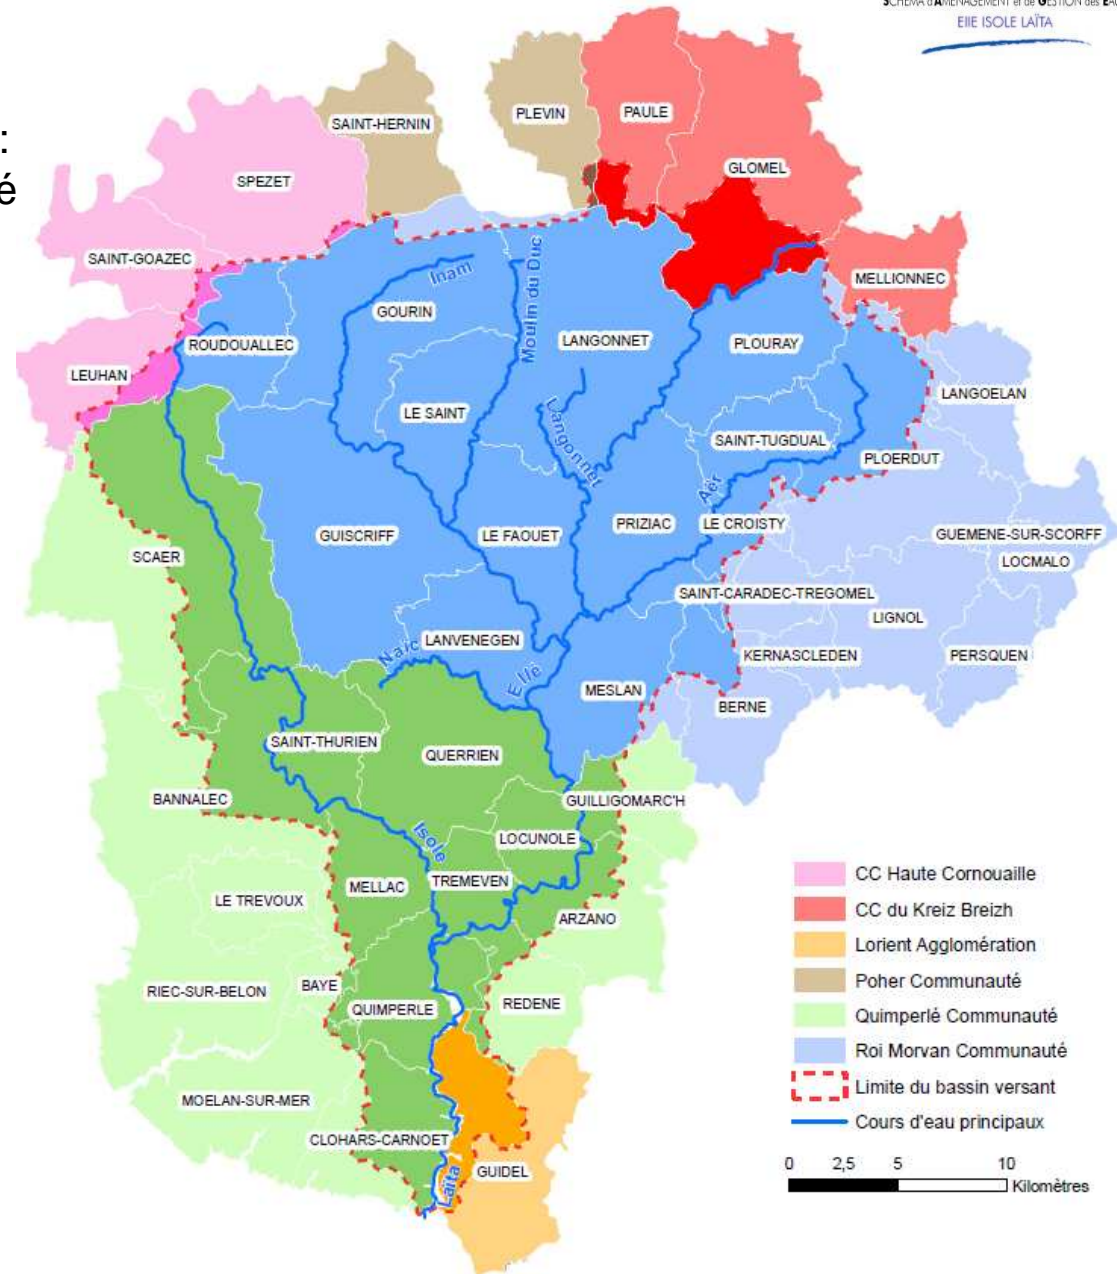 SCHÉMA d'AMÉNAGEMENT et de GESTION des
EllE ISOLE LAÏTA
:
é
SAINT-HERNIN
PLEVIN
PAULE
GLOMEL
SPEZET
SAINT-GOAZEC
MELLIONNEC
Inam
Moulin du Duc
GOURIN
LANGONNET
PLOURAY
ROUDOUALLEC
LEUHAN
LANGOELAN
LE SAINT
Langonnet
SAINT-TUGDUAL
PLOERDUT
Aër
SCAER
GUISCRIFF
LE FAOUET
PRIZIAC
LE CROISTY
GUEMENE-SUR-SCORFF
LOCMALO
SAINT-CARADEC-TREGOMEL
LIGNOL
LANVENEGEN
Naïc
KERNASCLEDEN
PERSQUEN
Ellé
MESLAN
BERNE
SAINT-THURIEN
QUERRIEN
BANNALEC
GUILLIGOMARC'H
Isole
LOCUNOLE
MELLAC
TREMEVEN
LE TREVOUX
ARZANO
RIEC-SUR-BELON
BAYE
QUIMPERLE
REDENE
MOELAN-SUR-MER
CLOHARS-CARNOET
Laïta
GUIDEL
CC Haute Cornouaille
CC du Kreiz Breizh
Lorient Agglomération
Poher Communauté
Quimperlé Communauté
Roi Morvan Communauté
Limite du bassin versant
Cours d'eau principaux
0 2,5 5 10
Kilomètres